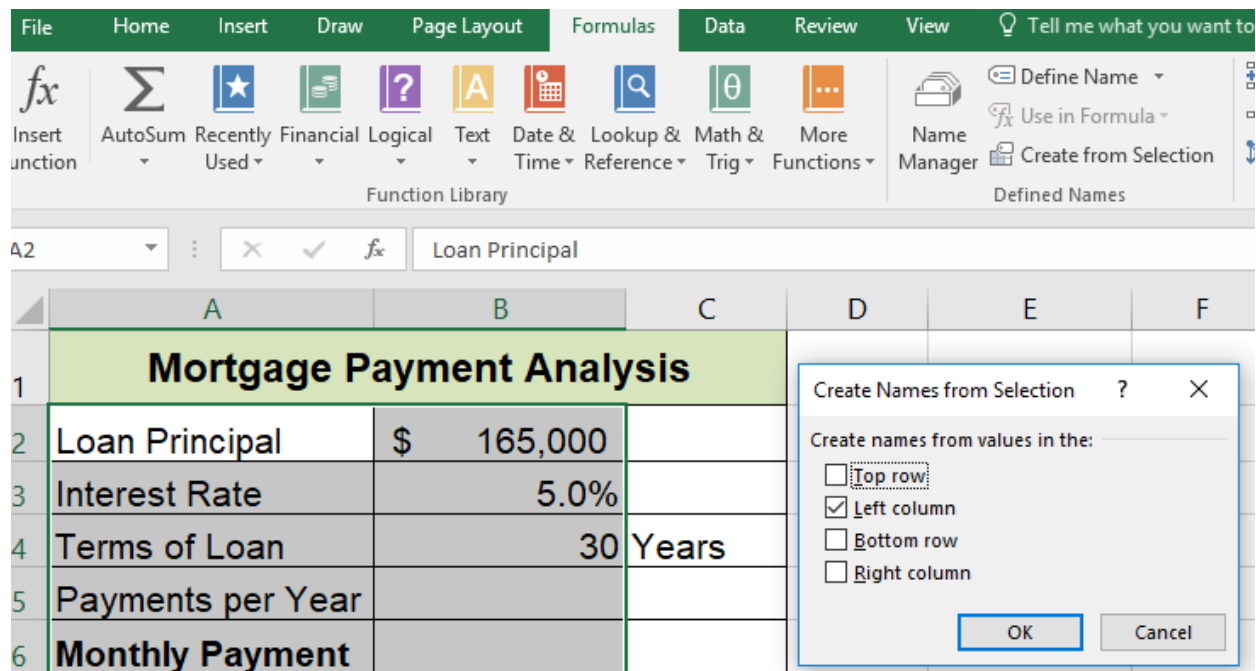 File Home Insert Draw Page Layout Formulas Data Review View Tell me what you want to
fx Σ ? A θ ...
Insert AutoSum Recently Financial Logical Text Date & Lookup & Math & More Name
unction Used Time Reference Trig Functions Manager
Define Name
fx Use in Formula
Create from Selection
Function Library Defined Names
A2 fx Loan Principal
A B C D E F
1 Mortgage Payment Analysis
2 Loan Principal $ 165,000
3 Interest Rate 5.0%
4 Terms of Loan 30 Years
5 Payments per Year
6 Monthly Payment
Create Names from Selection ?
Create names from values in the:
Top row
Left column
Bottom row
Right column
OK Cancel